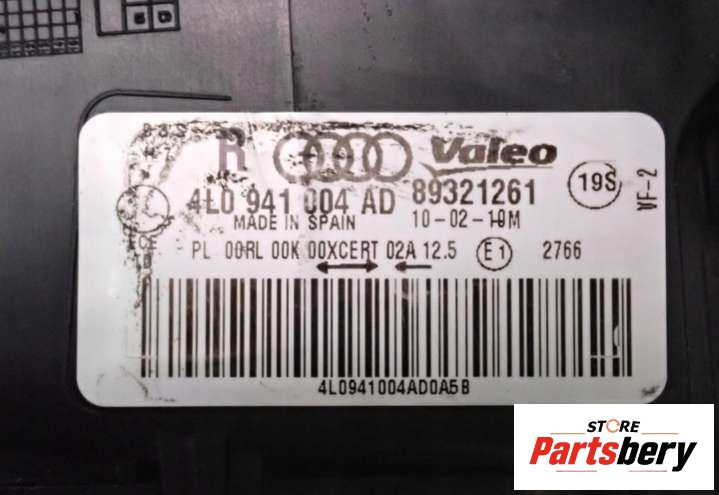 R Valeo
4L0 941 004 AD 89321261
19S
VF-2
MADE IN SPAIN 10-02-10M
PL 00RL 00K 00XCERT 02A 12.5 E1 2766
4L0941004AD0A5B
STORE
Partsbery